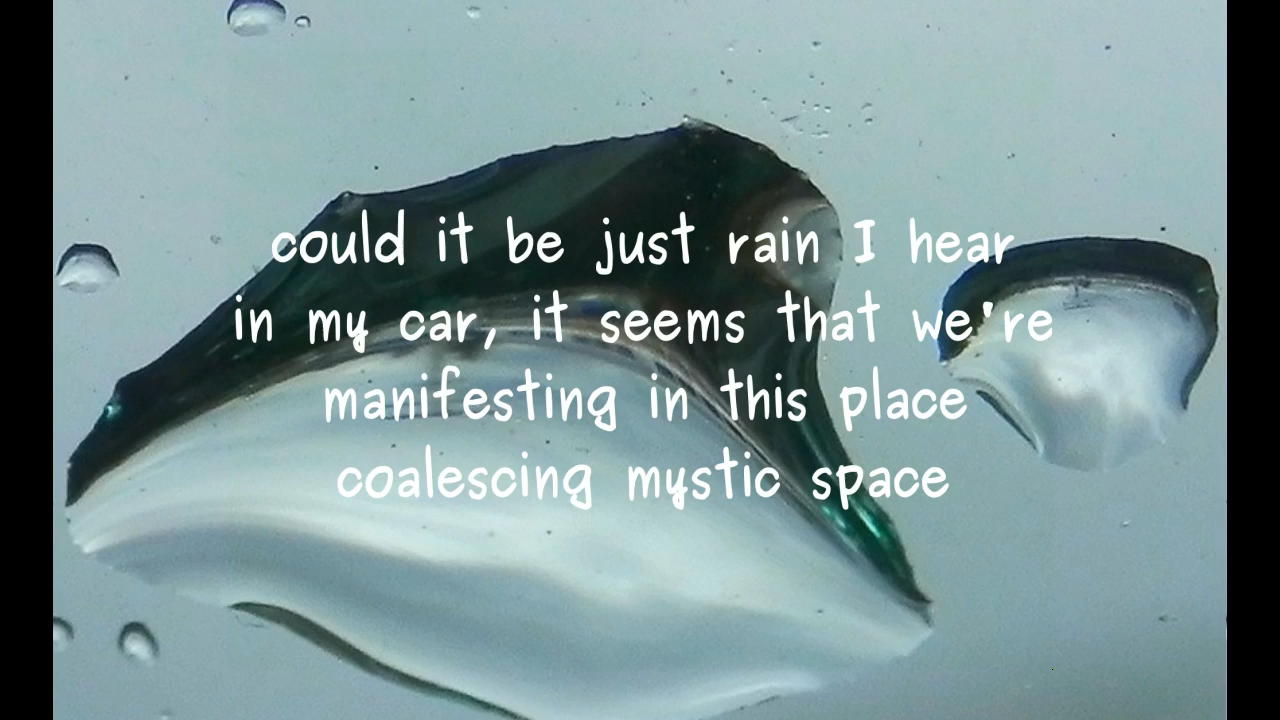 could it be just rain I hear
in my car, it seems that we're
manifesting in this place
coalescing mystic space